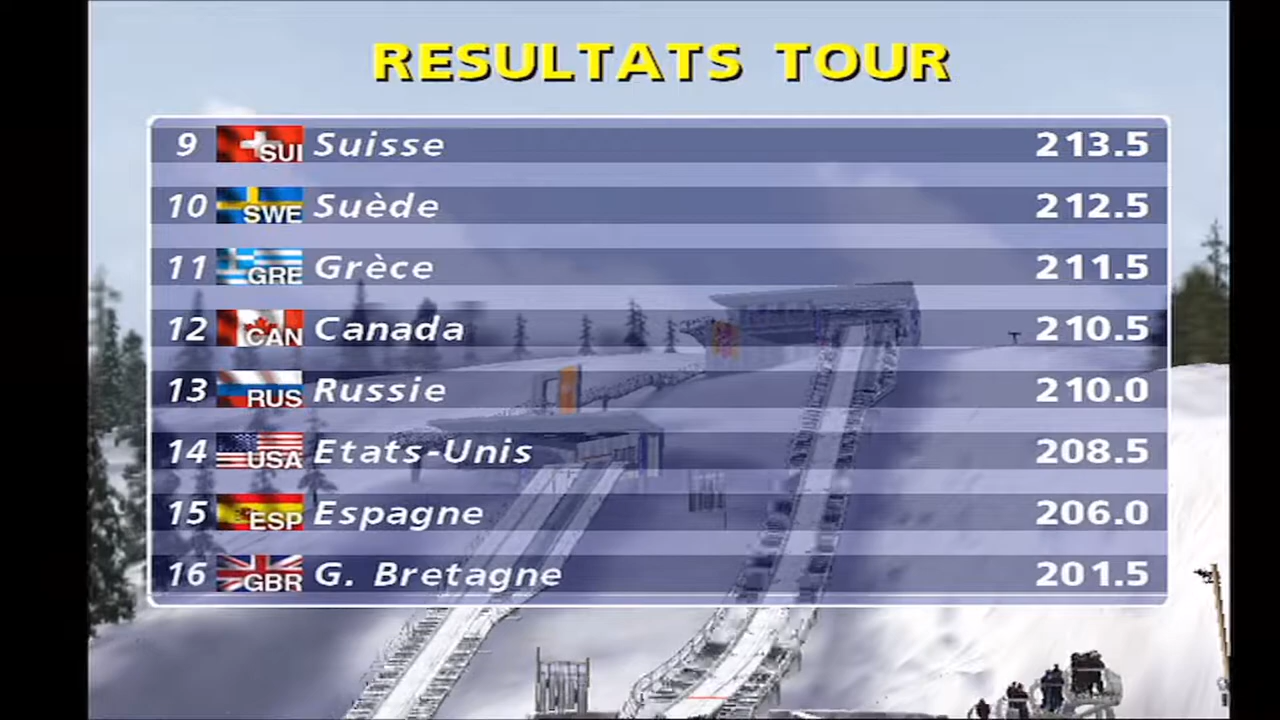 RESULTATS TOUR
9 SUI Suisse 213.5
10 SWE Suède 212.5
11 GRE Grèce 211.5
12 CAN Canada 210.5
13 RUS Russie 210.0
14 USA Etats-Unis 208.5
15 ESP Espagne 206.0
16 GBR G. Bretagne 201.5